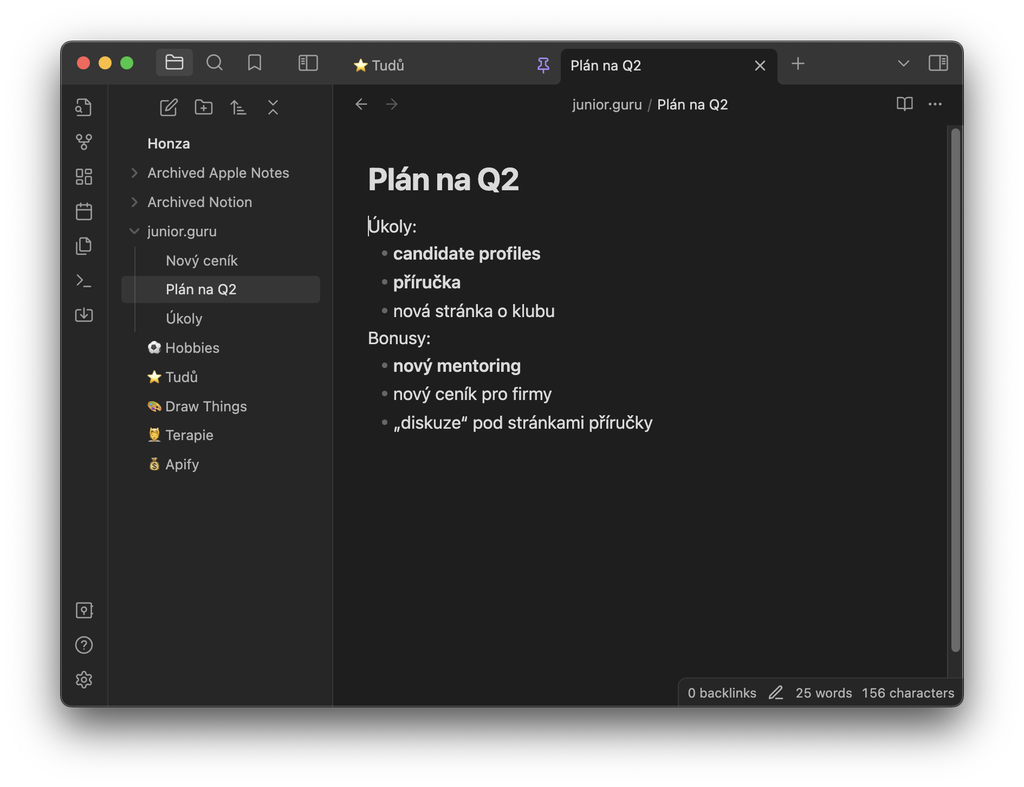 ⭐ Tudů
Plán na Q2
junior.guru / Plán na Q2
Honza
Archived Apple Notes
Archived Notion
junior.guru
Nový ceník
Plán na Q2
Úkoly
⚽ Hobbies
⭐ Tudů
🎨 Draw Things
💆 Terapie
💰 Apify
Plán na Q2
Úkoly:
• candidate profiles
• příručka
• nová stránka o klubu
Bonusy:
• nový mentoring
• nový ceník pro firmy
• „diskuze“ pod stránkami příručky
0 backlinks 25 words 156 characters